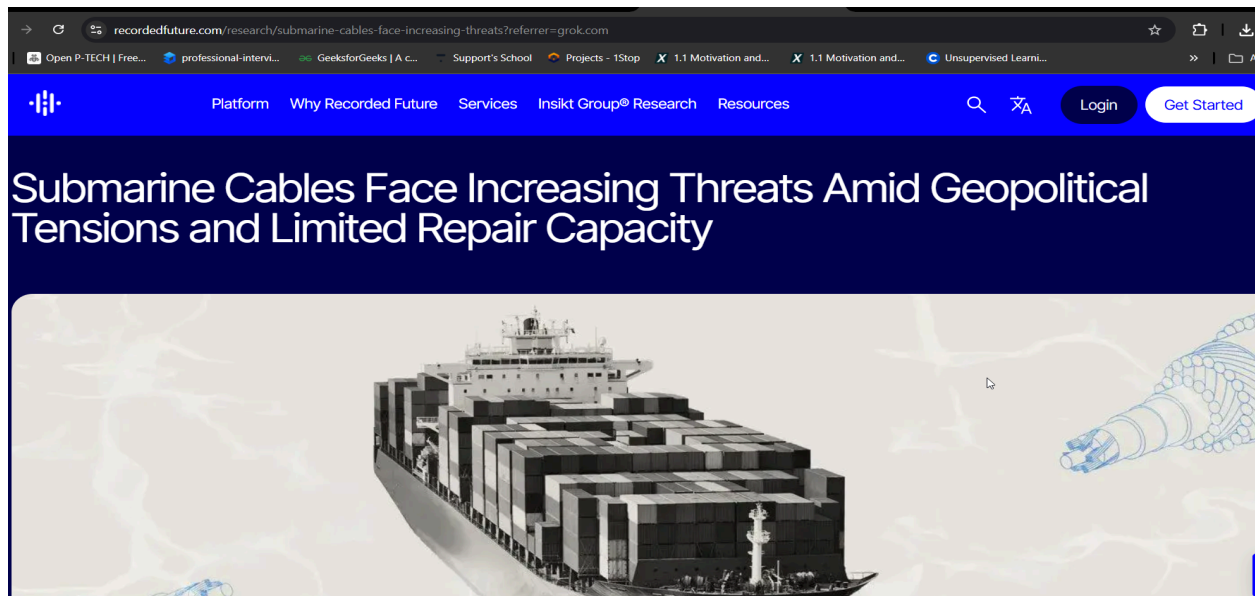 recordedfuture.com/research/submarine-cables-face-increasing-threats?referrer=grok.com
Open P-TECH | Free... professional-intervi... GeeksforGeeks | A c... Support's School Projects - 1Stop 1.1 Motivation and... 1.1 Motivation and... Unsupervised Learni... »
Platform Why Recorded Future Services Insikt Group® Research Resources Login Get Started
Submarine Cables Face Increasing Threats Amid Geopolitical
Tensions and Limited Repair Capacity